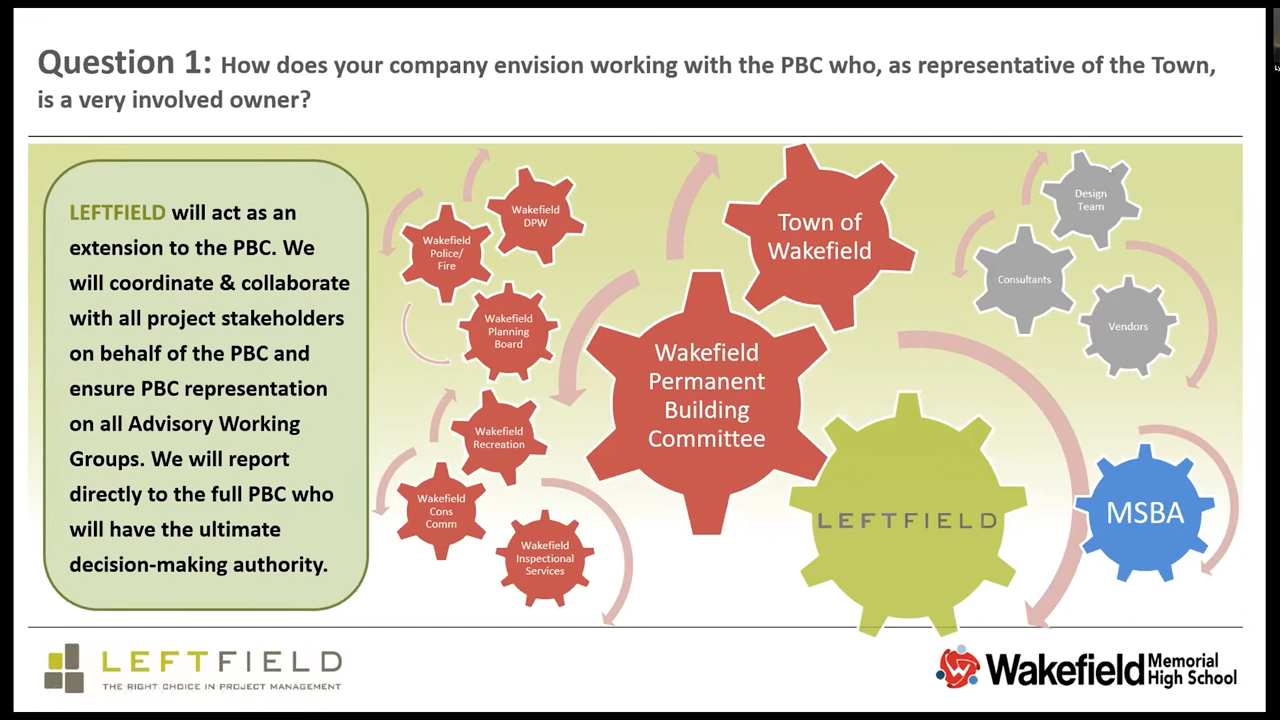 Question 1: How does your company envision working with the PBC who, as representative of the Town,
is a very involved owner?
LEFTFIELD will act as an
extension to the PBC. We
will coordinate & collaborate
with all project stakeholders
on behalf of the PBC and
ensure PBC representation
on all Advisory Working
Groups. We will report
directly to the full PBC who
will have the ultimate
decision-making authority.
Wakefield
DPW
Wakefield
Police/
Fire
Wakefield
Planning
Board
Wakefield
Recreation
Wakefield
Cons
Comm
Wakefield
Inspectional
Services
Town of
Wakefield
Wakefield
Permanent
Building
Committee
LEFTFIELD
Design
Team
Consultants
Vendors
MSBA
LEFTFIELD
THE RIGHT CHOICE IN PROJECT MANAGEMENT
Wakefield Memorial
High School